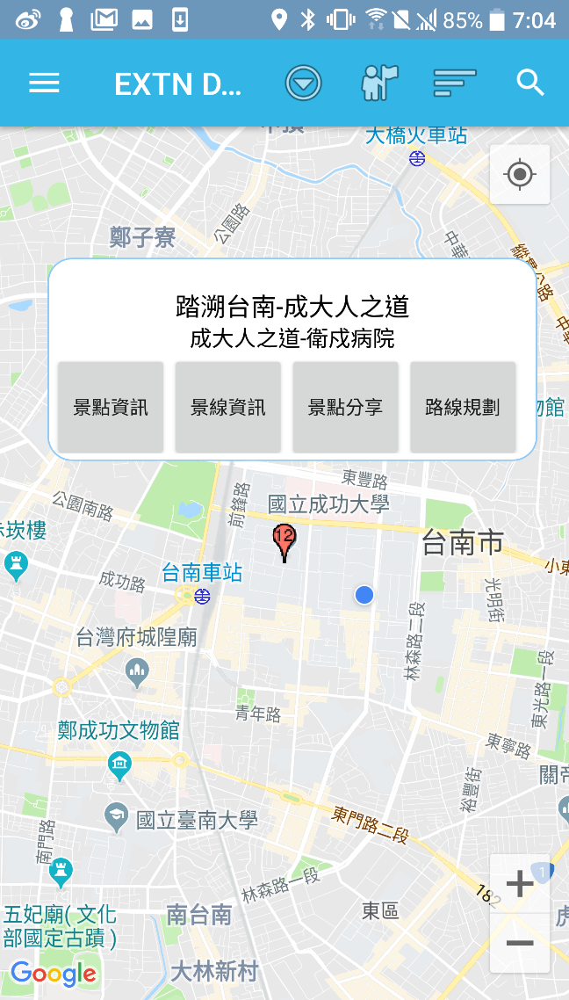 85% 7:04
EXTN D...
大橋火車站
公園路
鄭子寮
踏溯台南-成大人之道
成大人之道-衛戍病院
景點資訊
景線資訊
景點分享
路線規劃
物館
東豐路
前鋒路
國立成功大學
公園南路
赤崁樓
12
台南市
小東
台南車站
成功路
光明街
林森路二段
台灣府城隍廟
東光路一段
青年路
鄭成功文物館
東寧路
裕豐街
關帝
國立臺南大學
東門路二段
南門路
林森路一段
1
182
五妃廟( 文化
部國定古蹟 )
南台南
東區
虎
大林新村
Google